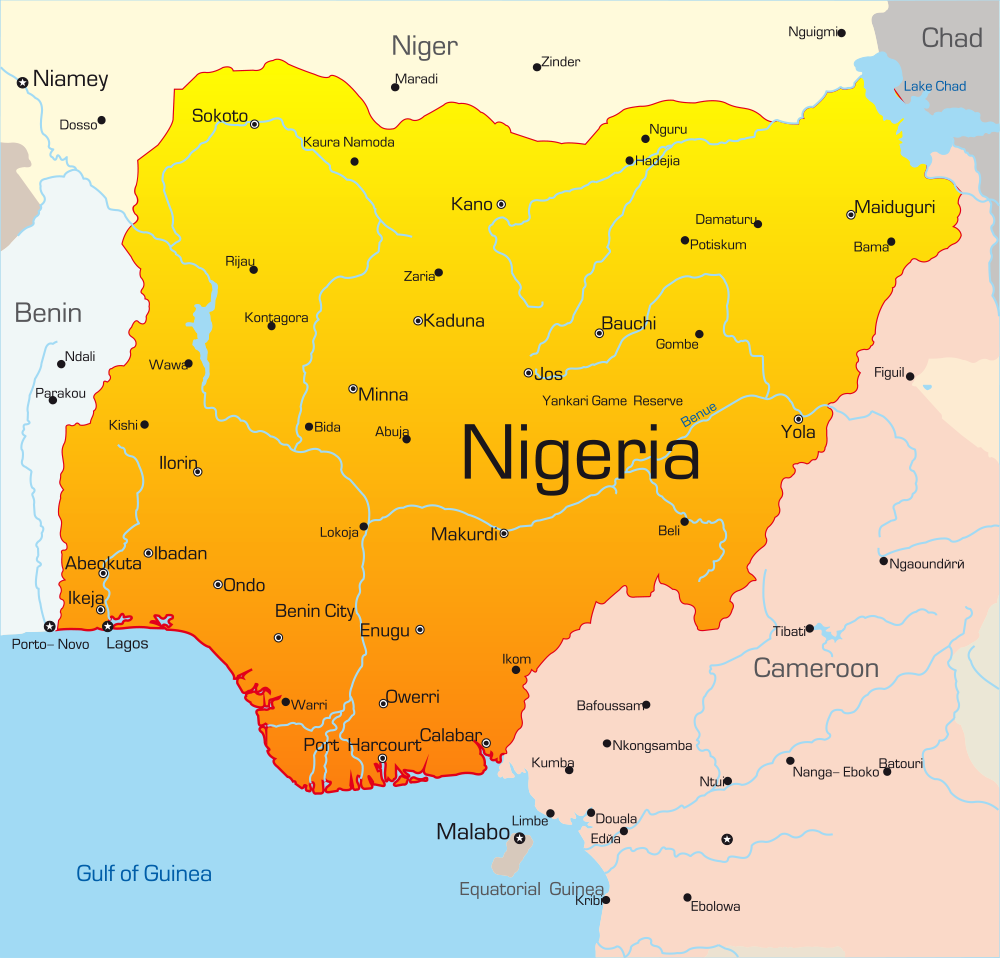 Nguigmi
Niger
Chad
Zinder
Niamey
Maradi
Lake Chad
Dosso
Sokoto
Nguru
Kaura Namoda
Hadejia
Kano
Maiduguri
Damaturu
Potiskum
Bama
Rijau
Zaria
Benin
Kontagora
Kaduna
Bauchi
Gombe
Ndali
Wawa
Jos
Figuil
Parakou
Minna
Yankari Game Reserve
Benue
Kishi
Bida
Abuja
Yola
Nigeria
Ilorin
Lokoja
Makurdi
Beli
Ibadan
Abeokuta
Ngaoundйrй
Ondo
Ikeja
Benin City
Enugu
Tibati
Porto- Novo
Lagos
Ikom
Cameroon
Owerri
Warri
Bafoussam
Calabar
Port Harcourt
Nkongsamba
Kumba
Batouri
Nanga- Eboko
Ntui
Limbe
Douala
Malabo
Edйa
Gulf of Guinea
Equatorial Guinea
Kribi
Ebolowa